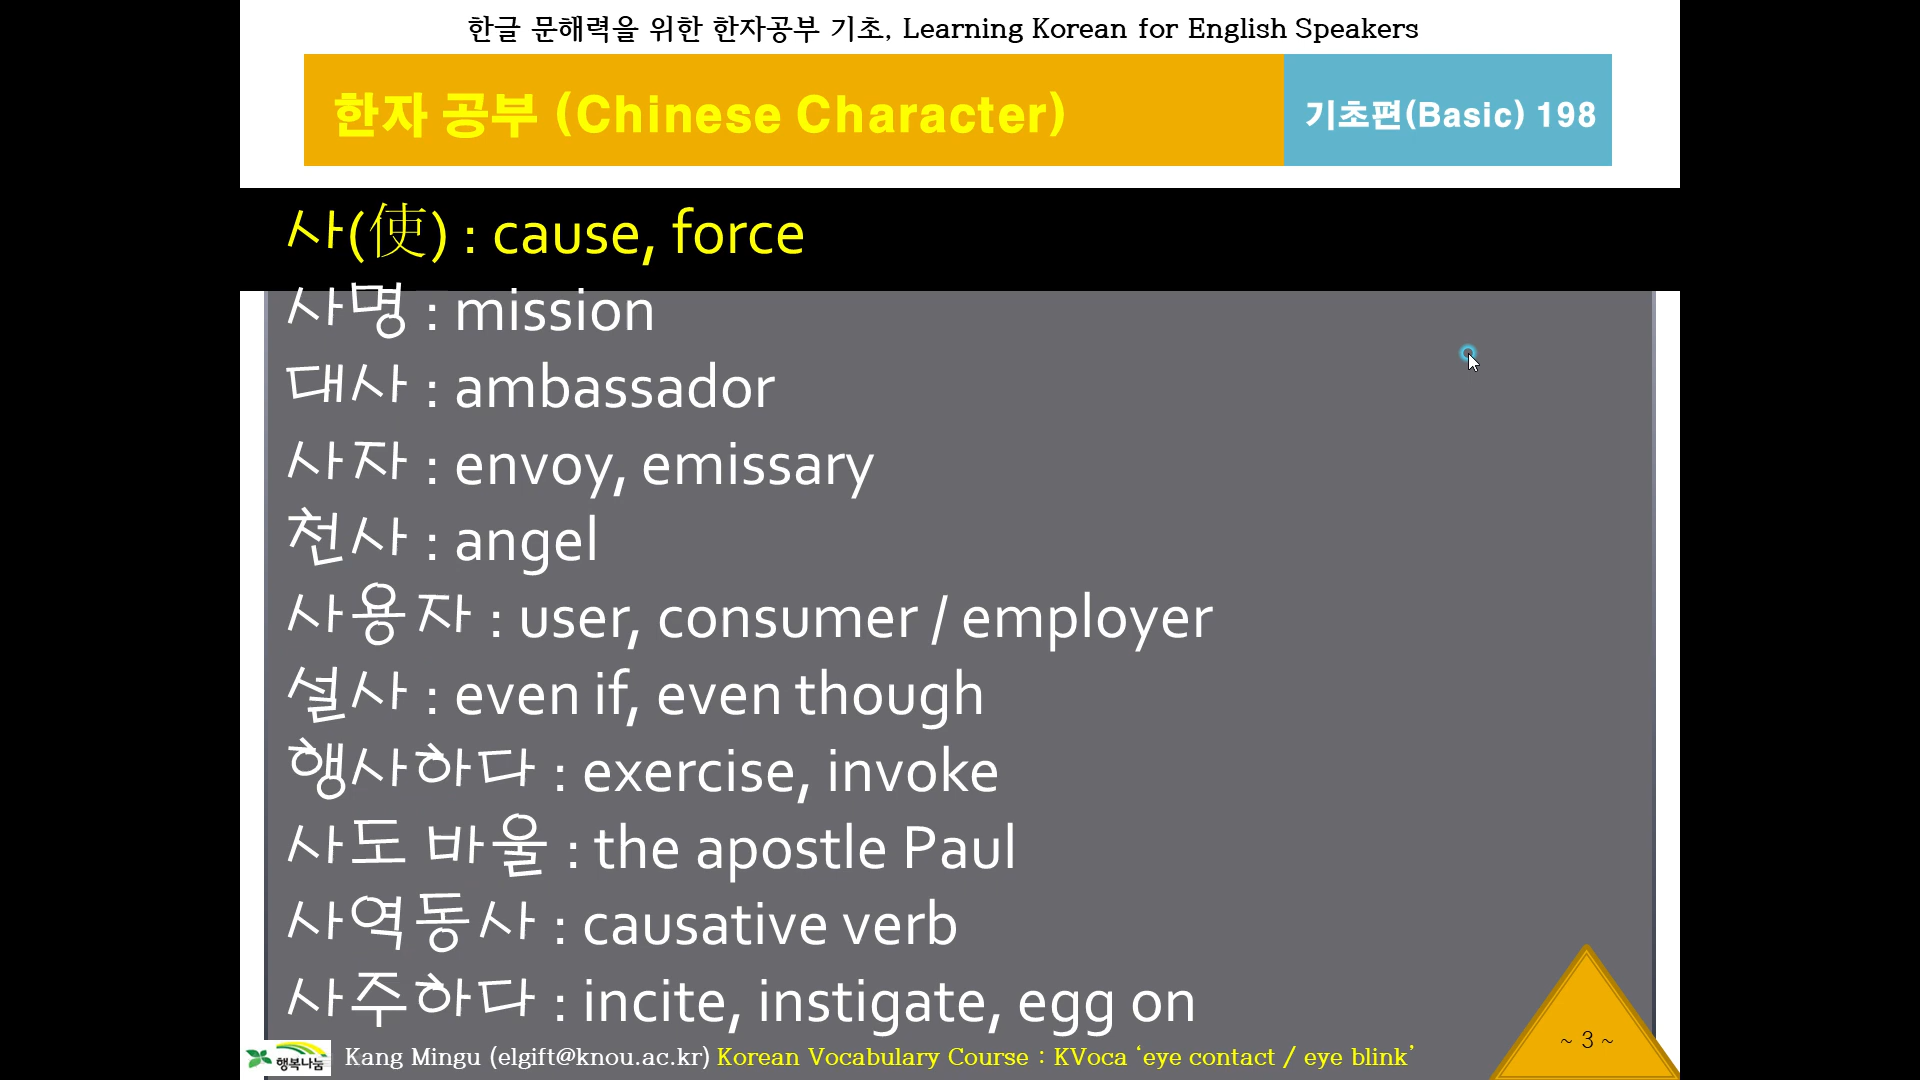 한글 문해력을 위한 한자공부 기초, Learning Korean for English Speakers
한자 공부 (Chinese Character)
기초편(Basic) 198
사(使) : cause, force
사명 : mission
대사 : ambassador
사자 : envoy, emissary
천사 : angel
사용자 : user, consumer / employer
설사 : even if, even though
행사하다 : exercise, invoke
사도 바울 : the apostle Paul
사역동사 : causative verb
사주하다 : incite, instigate, egg on
~ 3 ~
행복나눔
Kang Mingu (elgift@knou.ac.kr) Korean Vocabulary Course : KVoca ‘eye contact / eye blink’